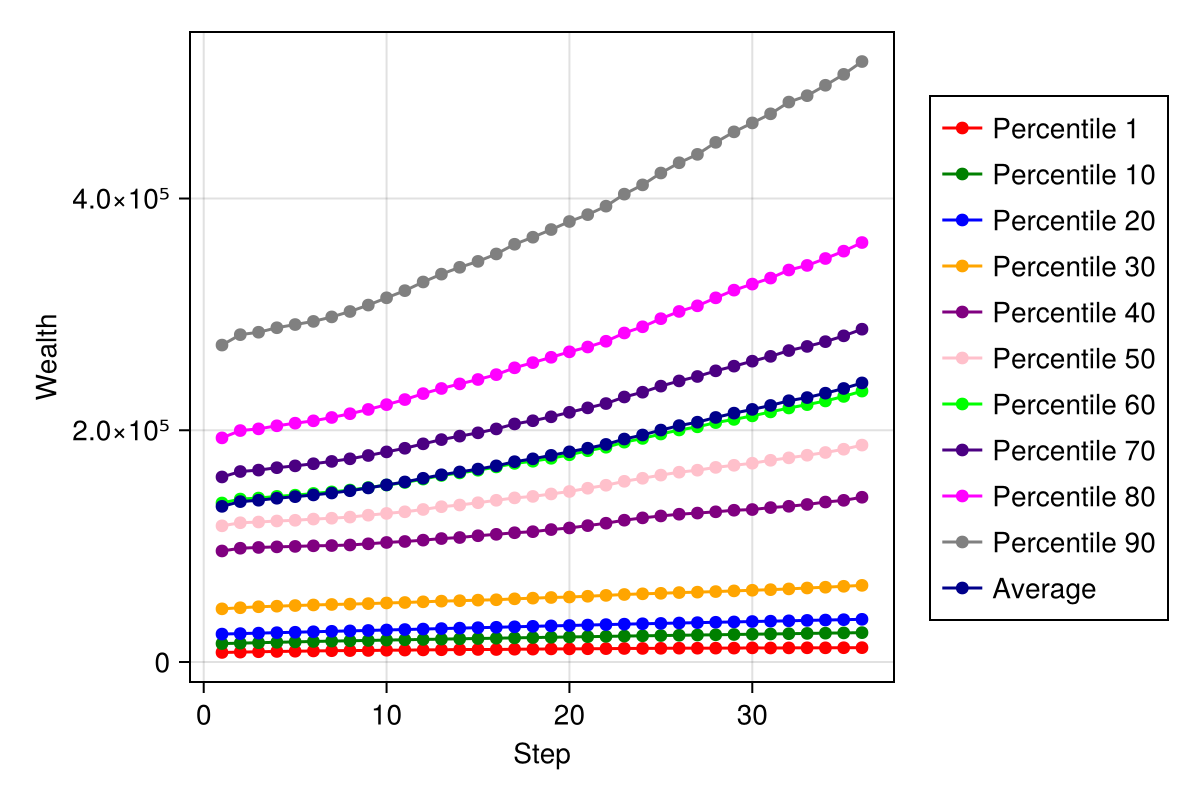 4.0×10⁵
2.0×10⁵
0
Wealth
0 10 20 30
Step
Percentile 1
Percentile 10
Percentile 20
Percentile 30
Percentile 40
Percentile 50
Percentile 60
Percentile 70
Percentile 80
Percentile 90
Average